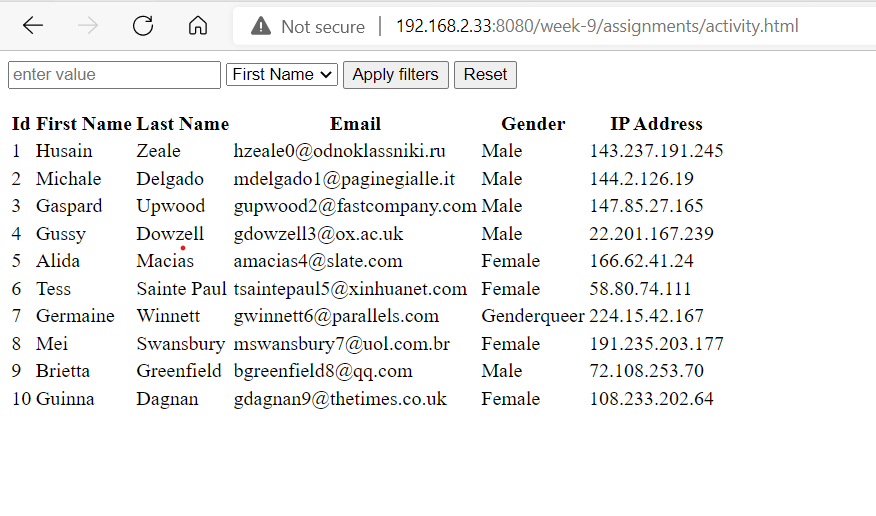 Not secure | 192.168.2.33:8080/week-9/assignments/activity.html
enter value First Name Apply filters Reset
Id First Name Last Name Email Gender IP Address
1 Husain Zeale hzeale0@odnoklassniki.ru Male 143.237.191.245
2 Michale Delgado mdelgado1@paginegialle.it Male 144.2.126.19
3 Gaspard Upwood gupwood2@fastcompany.com Male 147.85.27.165
4 Gussy Dowzell gdowzell3@ox.ac.uk Male 22.201.167.239
5 Alida Macias amacias4@slate.com Female 166.62.41.24
6 Tess Sainte Paul tsaintepaul5@xinhuanet.com Female 58.80.74.111
7 Germaine Winnett gwinnett6@parallels.com Genderqueer 224.15.42.167
8 Mei Swansbury mswansbury7@uol.com.br Female 191.235.203.177
9 Brietta Greenfield bgreenfield8@qq.com Male 72.108.253.70
10 Guinna Dagnan gdagnan9@thetimes.co.uk Female 108.233.202.64